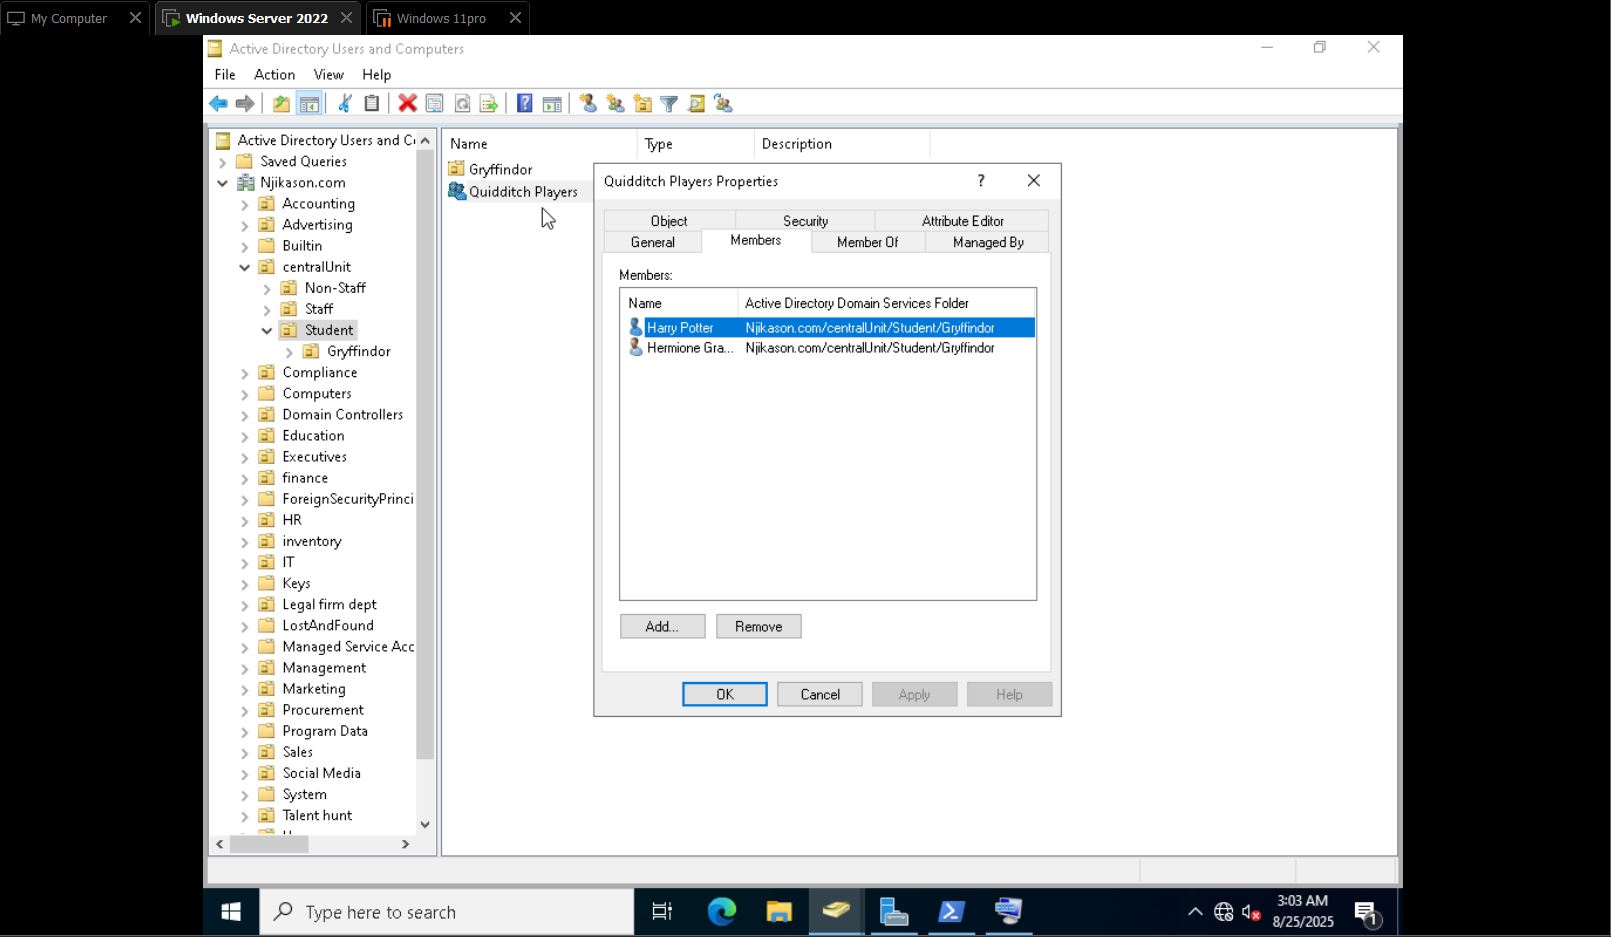 My Computer
Windows Server 2022
Windows 11pro
Active Directory Users and Computers
File Action View Help
Active Directory Users and C
Saved Queries
Njikason.com
Accounting
Advertising
Builtin
centralUnit
Non-Staff
Staff
Student
Gryffindor
Compliance
Computers
Domain Controllers
Education
Executives
finance
ForeignSecurityPrinci
HR
inventory
IT
Keys
Legal firm dept
LostAndFound
Managed Service Acc
Management
Marketing
Procurement
Program Data
Sales
Social Media
System
Talent hunt
Name Type Description
Gryffindor
Quidditch Players
Quidditch Players Properties
?
Object Security Attribute Editor
General Members Member Of Managed By
Members:
Name Active Directory Domain Services Folder
Harry Potter Njikason.com/centralUnit/Student/Gryffindor
Hermione Gra... Njikason.com/centralUnit/Student/Gryffindor
Add... Remove
OK Cancel Apply Help
Type here to search
3:03 AM
8/25/2025
1